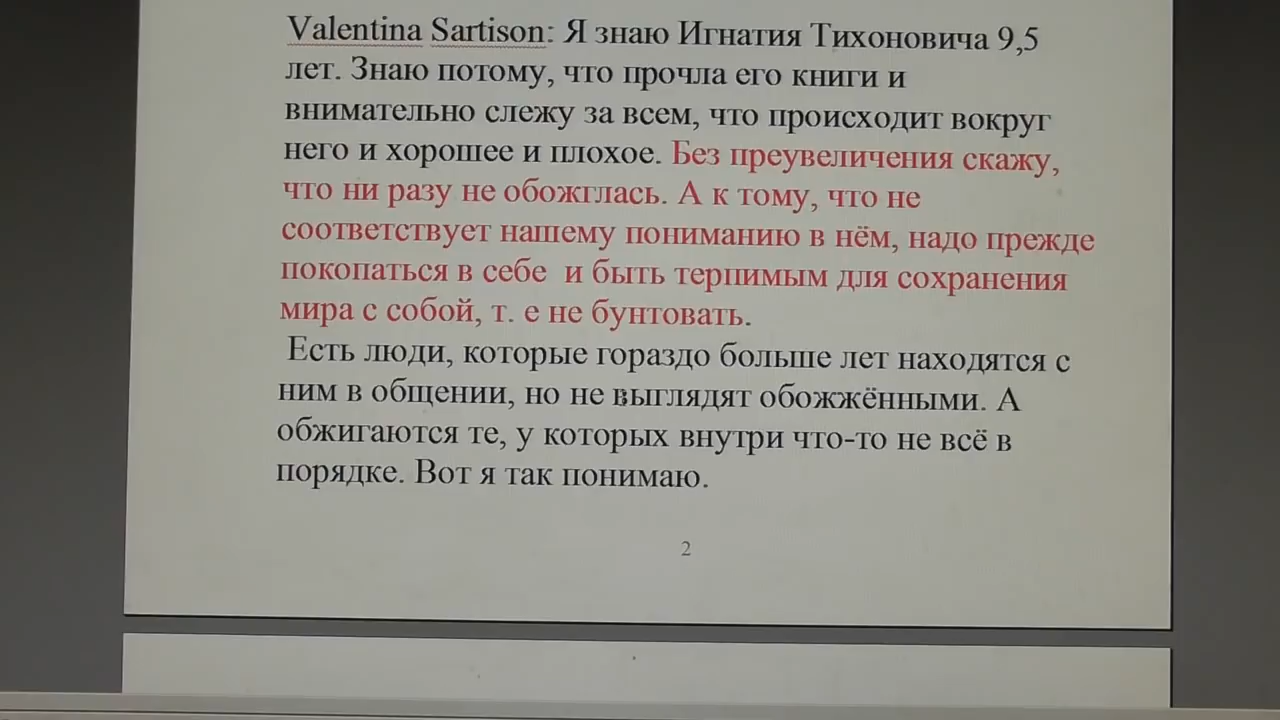 Valentina Sartison: Я знаю Игнатия Тихоновича 9,5
лет. Знаю потому, что прочла его книги и
внимательно слежу за всем, что происходит вокруг
него и хорошее и плохое. Без преувеличения скажу,
что ни разу не обожглась. А к тому, что не
соответствует нашему пониманию в нём, надо прежде
покопаться в себе  и быть терпимым для сохранения
мира с собой, т. е не бунтовать.
Есть люди, которые гораздо больше лет находятся с
ним в общении, но не выглядят обожжёнными. А
обжигаются те, у которых внутри что-то не всё в
порядке. Вот я так понимаю.
2